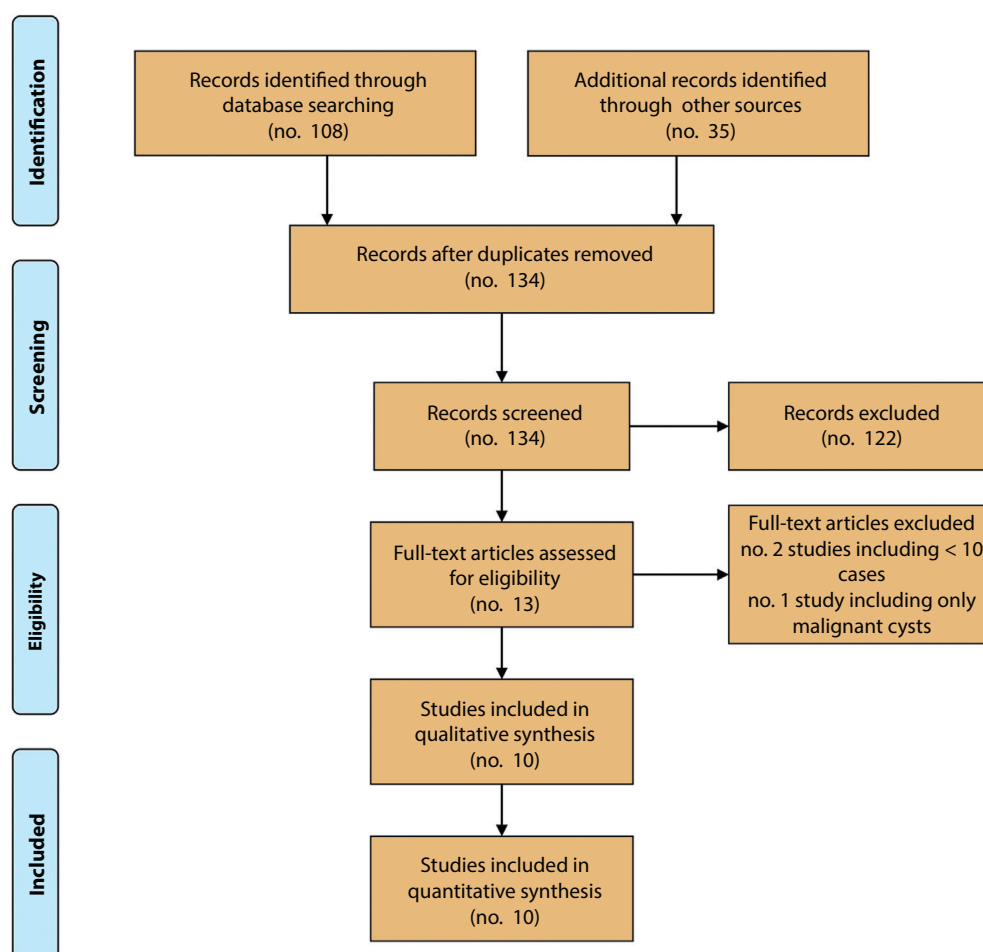 Identification
Records identified through
database searching
(no. 108)
Additional records identified
through other sources
(no. 35)
Records after duplicates removed
(no. 134)
Screening
Records screened
(no. 134)
Records excluded
(no. 122)
Eligibility
Full-text articles assessed
for eligibility
(no. 13)
Full-text articles excluded
no. 2 studies including < 10
cases
no. 1 study including only
malignant cysts
Studies included in
qualitative synthesis
(no. 10)
Included
Studies included in
quantitative synthesis
(no. 10)